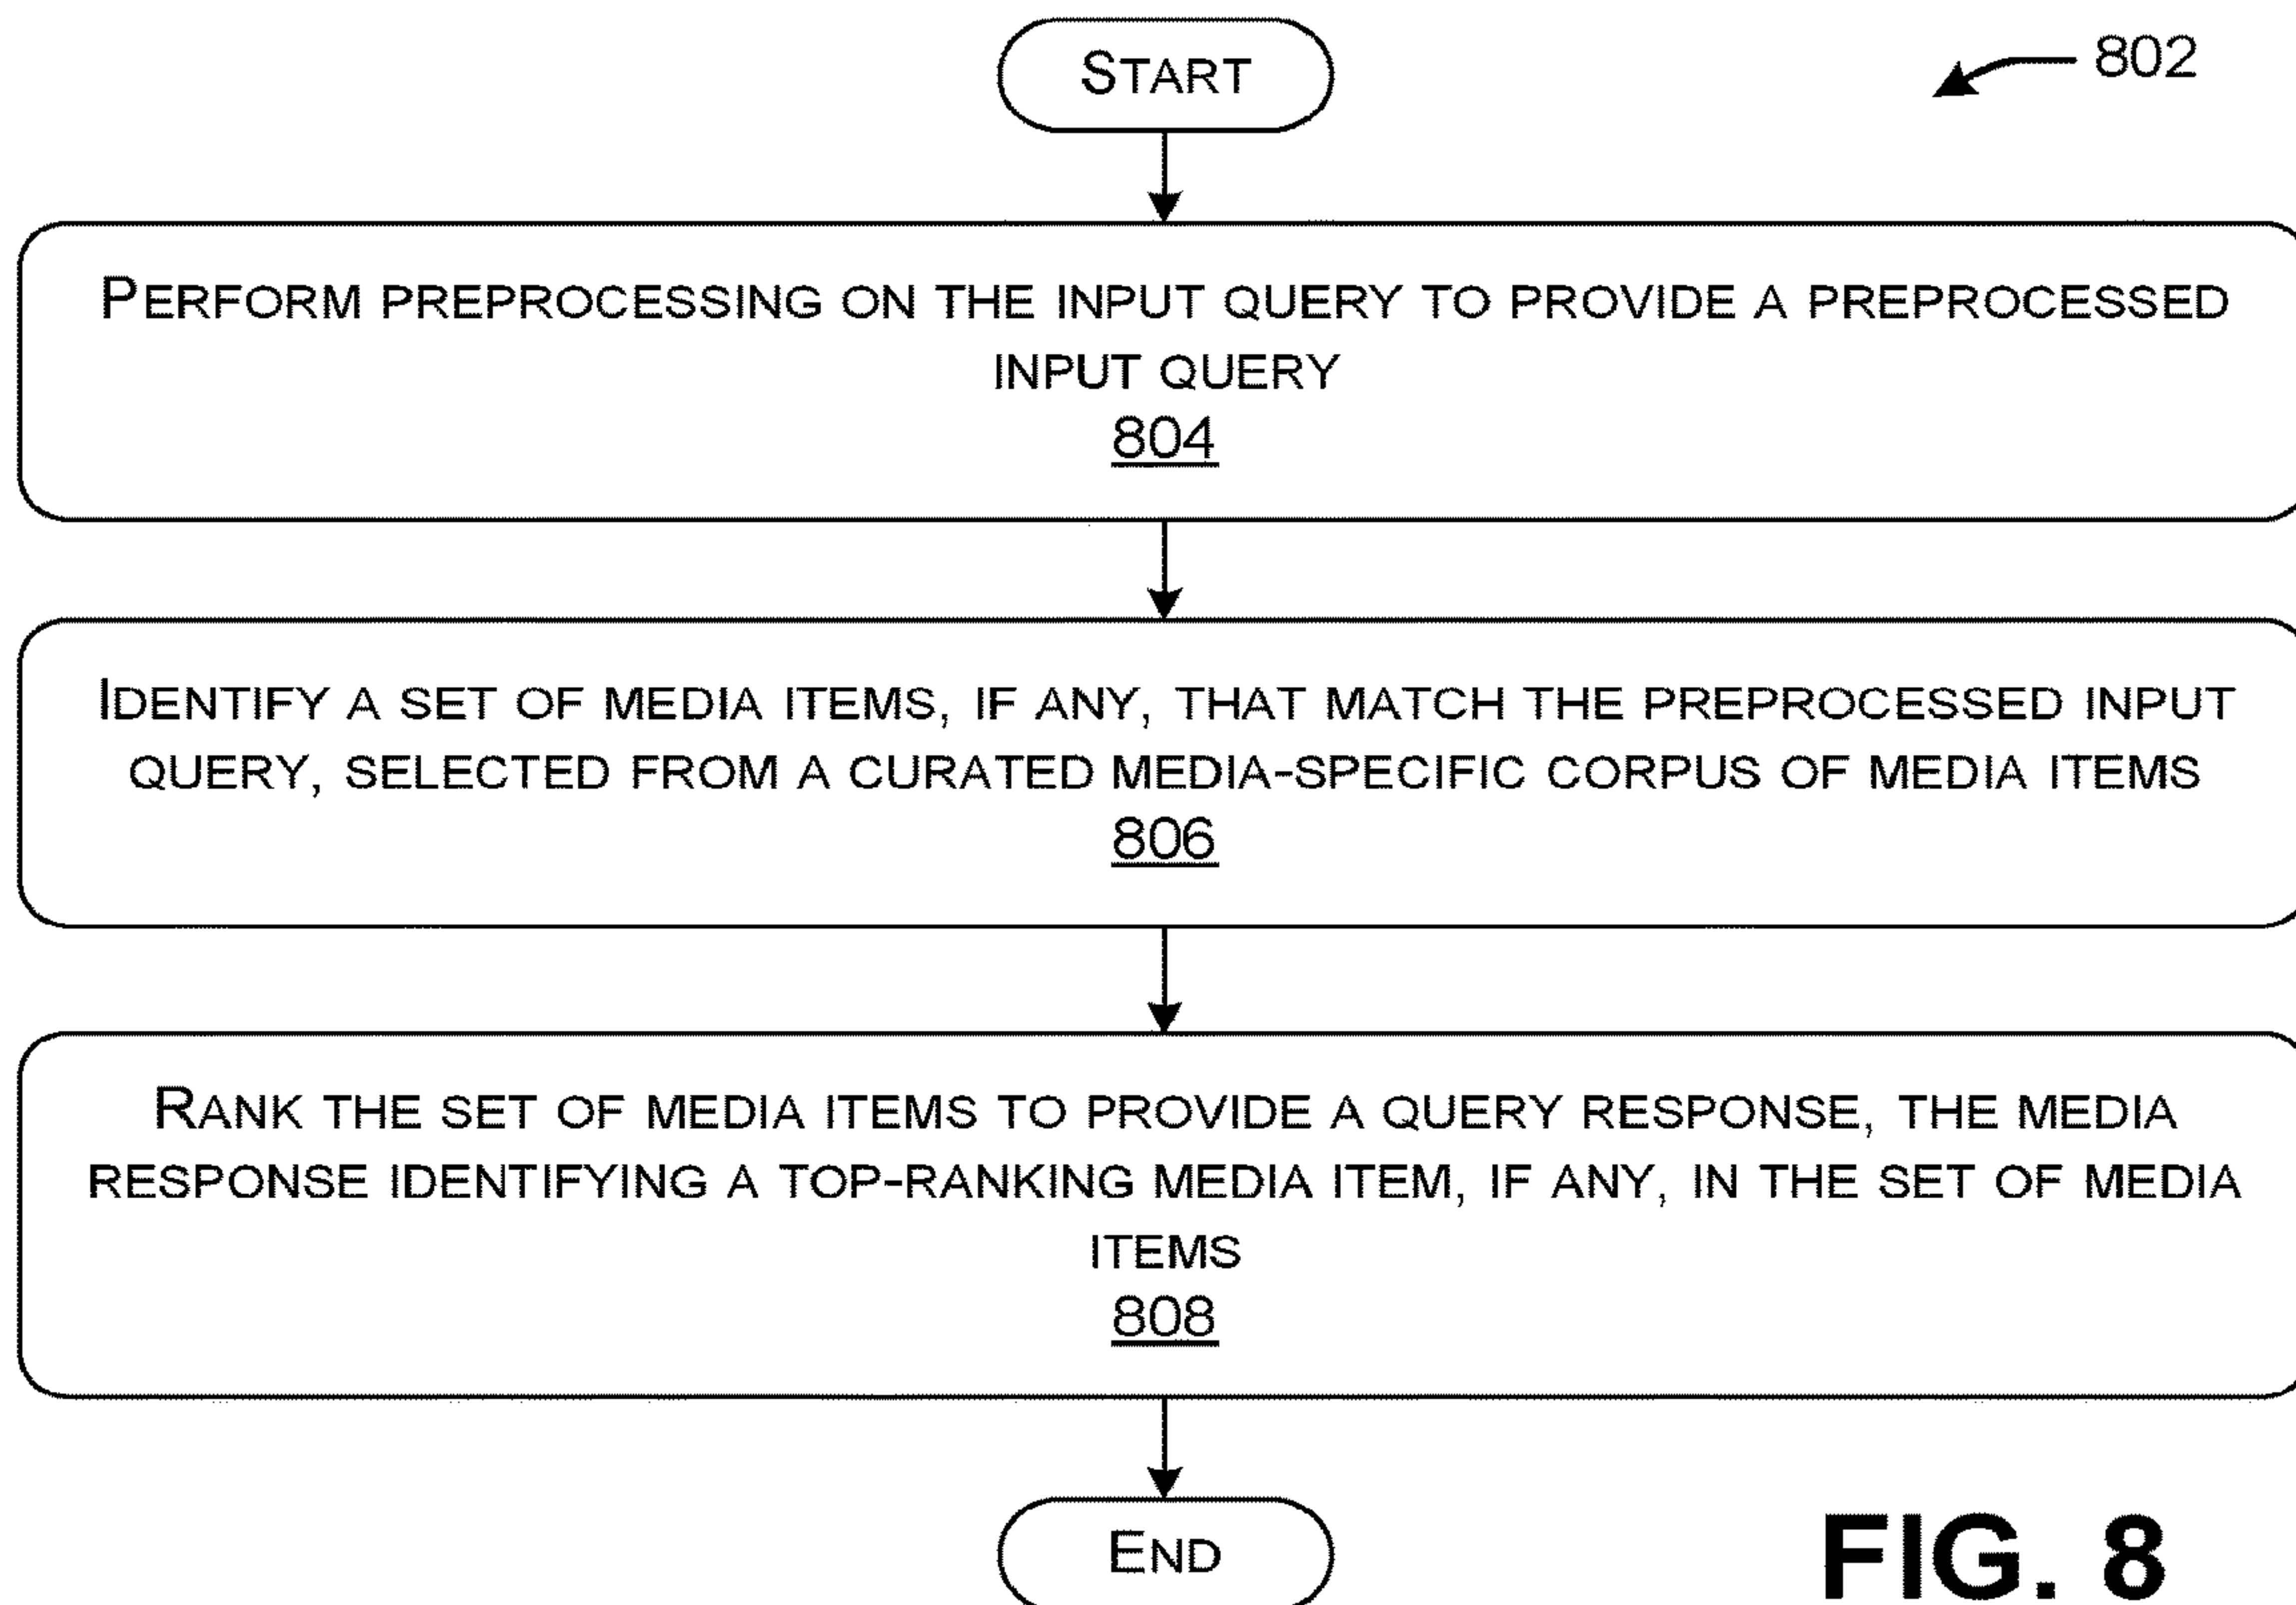 START
802
PERFORM PREPROCESSING ON THE INPUT QUERY TO PROVIDE A PREPROCESSED
INPUT QUERY
804
IDENTIFY A SET OF MEDIA ITEMS, IF ANY, THAT MATCH THE PREPROCESSED INPUT
QUERY, SELECTED FROM A CURATED MEDIA-SPECIFIC CORPUS OF MEDIA ITEMS
806
RANK THE SET OF MEDIA ITEMS TO PROVIDE A QUERY RESPONSE, THE MEDIA
RESPONSE IDENTIFYING A TOP-RANKING MEDIA ITEM, IF ANY, IN THE SET OF MEDIA
ITEMS
808
END
FIG. 8